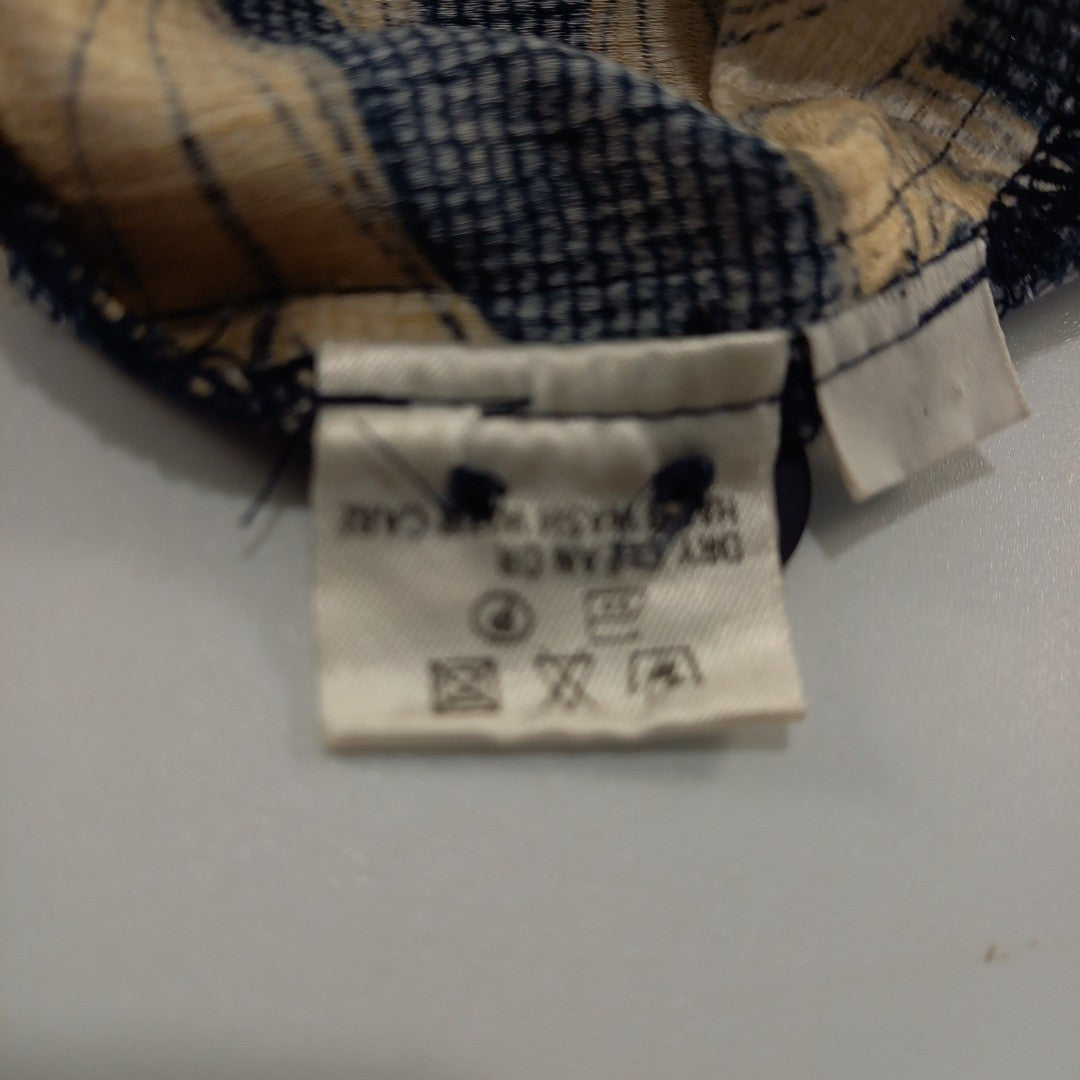 DRY CLEAN OR
HAND WASH WITH CARE
P